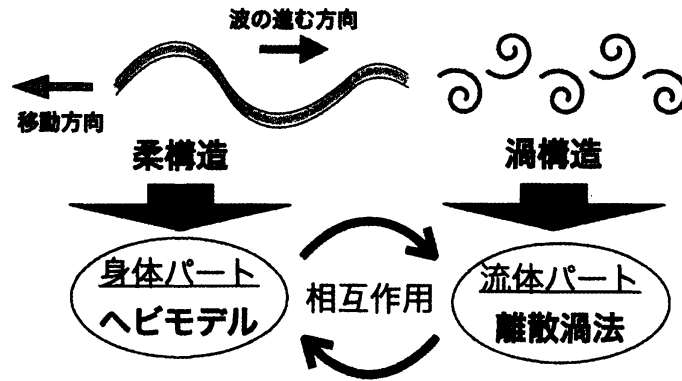 波の進む方向
移動方向
柔構造
渦構造
身体パート
ヘビモデル
相互作用
流体パート
離散渦法